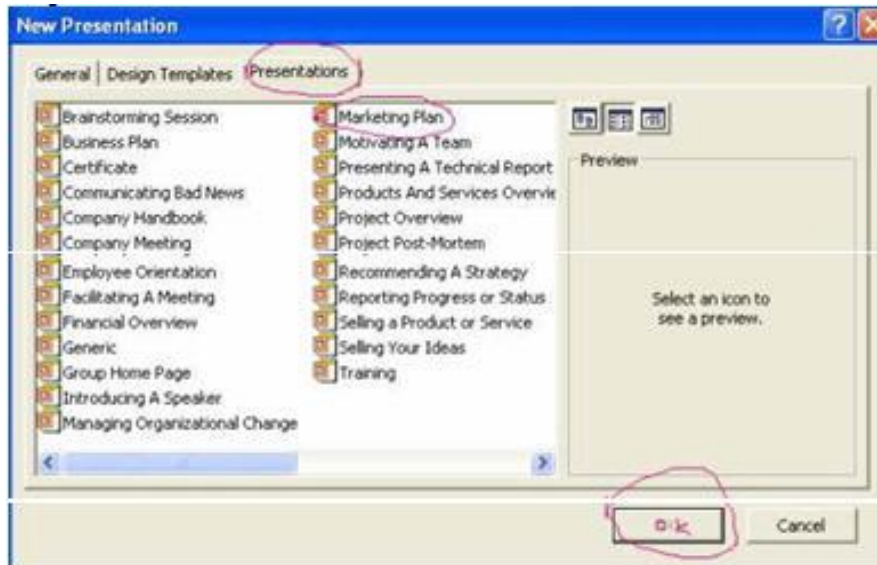 New Presentation
General Design Templates Presentations
Brainstorming Session
Business Plan
Certificate
Communicating Bad News
Company Handbook
Company Meeting
Employee Orientation
Facilitating A Meeting
Financial Overview
Generic
Group Home Page
Introducing A Speaker
Managing Organizational Change
Marketing Plan
Motivating A Team
Presenting A Technical Report
Products And Services Overvie
Project Overview
Project Post-Mortem
Recommending A Strategy
Reporting Progress or Status
Selling a Product or Service
Selling Your Ideas
Training
Preview
Select an icon to
see a preview.
Ok Cancel